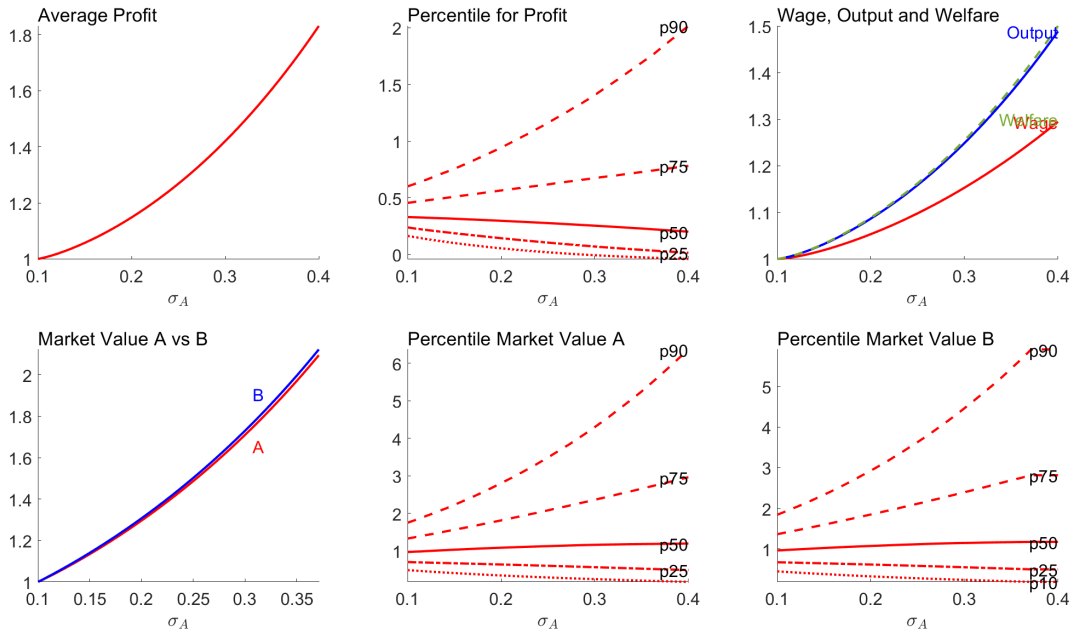 Average Profit
1.8
1.6
1.4
1.2
1
0.1
0.2
0.3
0.4
σ_A
Percentile for Profit
2
1.5
1
0.5
0
p90
p75
p50
p25
0.1
0.2
0.3
0.4
σ_A
Wage, Output and Welfare
1.5
1.4
1.3
1.2
1.1
1
Output
Welfare
Wage
0.1
0.2
0.3
0.4
σ_A
Market Value A vs B
2
1.8
1.6
1.4
1.2
1
B
A
0.1
0.15
0.2
0.25
0.3
0.35
σ_A
Percentile Market Value A
6
5
4
3
2
1
p90
p75
p50
p25
0.1
0.2
0.3
0.4
σ_A
Percentile Market Value B
5
4
3
2
1
p90
p75
p50
p25
p10
0.1
0.2
0.3
0.4
σ_A